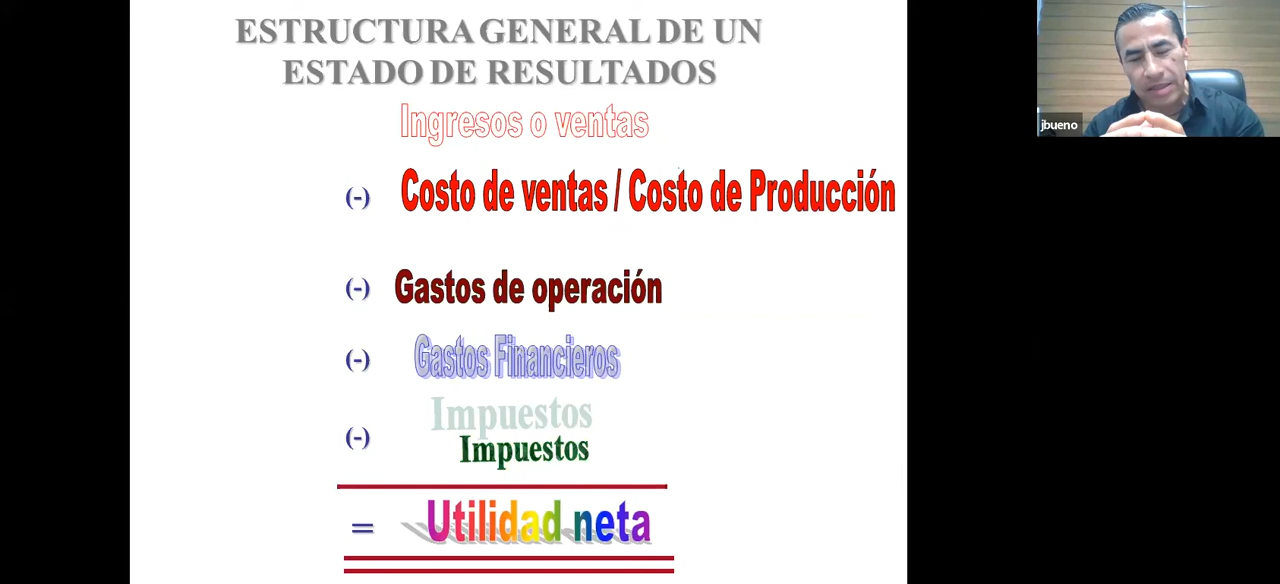 ESTRUCTURA GENERAL DE UN
ESTADO DE RESULTADOS
Ingresos o ventas
(-) Costo de ventas / Costo de Producción
(-) Gastos de operación
(-) Gastos Financieros
(-) Impuestos
Impuestos
= Utilidad neta
jbueno